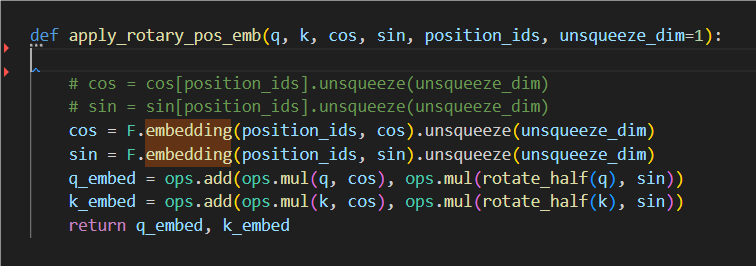 def apply_rotary_pos_emb(q, k, cos, sin, position_ids, unsqueeze_dim=1):
# cos = cos[position_ids].unsqueeze(unsqueeze_dim)
# sin = sin[position_ids].unsqueeze(unsqueeze_dim)
cos = F.embedding(position_ids, cos).unsqueeze(unsqueeze_dim)
sin = F.embedding(position_ids, sin).unsqueeze(unsqueeze_dim)
q_embed = ops.add(ops.mul(q, cos), ops.mul(rotate_half(q), sin))
k_embed = ops.add(ops.mul(k, cos), ops.mul(rotate_half(k), sin))
return q_embed, k_embed